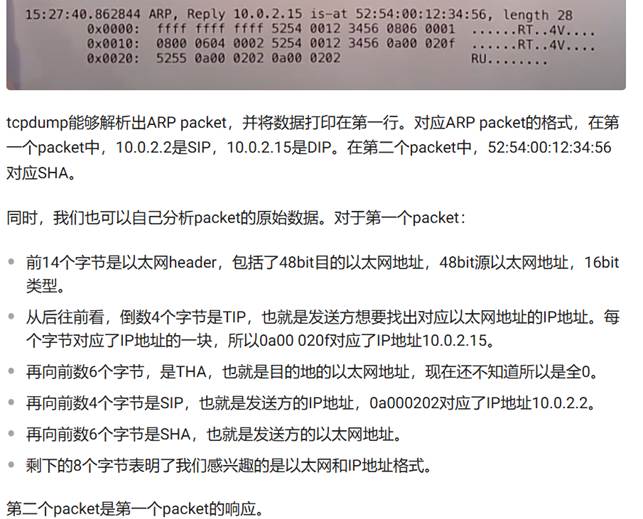 15:27:40.862844 ARP, Reply 10.0.2.15 is-at 52:54:00:12:34:56, length 28
0x0000: ffff ffff ffff 5254 0012 3456 0806 0001 ......RT..4V....
0x0010: 0800 0604 0002 5254 0012 3456 0a00 020f ......RT..4V....
0x0020: 5255 0a00 0202 0a00 0202 RU........
tcpdump能够解析出ARP packet，并将数据打印在第一行。对应ARP packet的格式，在第
一个packet中，10.0.2.2是SIP，10.0.2.15是DIP。在第二个packet中，52:54:00:12:34:56
对应SHA。
同时，我们也可以自己分析packet的原始数据。对于第一个packet：
前14个字节是以太网header，包括了48bit目的以太网地址，48bit源以太网地址，16bit
类型。
从后往前看，倒数4个字节是TIP，也就是发送方想要找出对应以太网地址的IP地址。每
个字节对应了IP地址的一块，所以0a00 020f对应了IP地址10.0.2.15。
再向前数6个字节，是THA，也就是目的地的以太网地址，现在还不知道所以是全0。
再向前数4个字节是SIP，也就是发送方的IP地址，0a000202对应了IP地址10.0.2.2。
再向前数6个字节是SHA，也就是发送方的以太网地址。
剩下的8个字节表明了我们感兴趣的是以太网和IP地址格式。
第二个packet是第一个packet的响应。